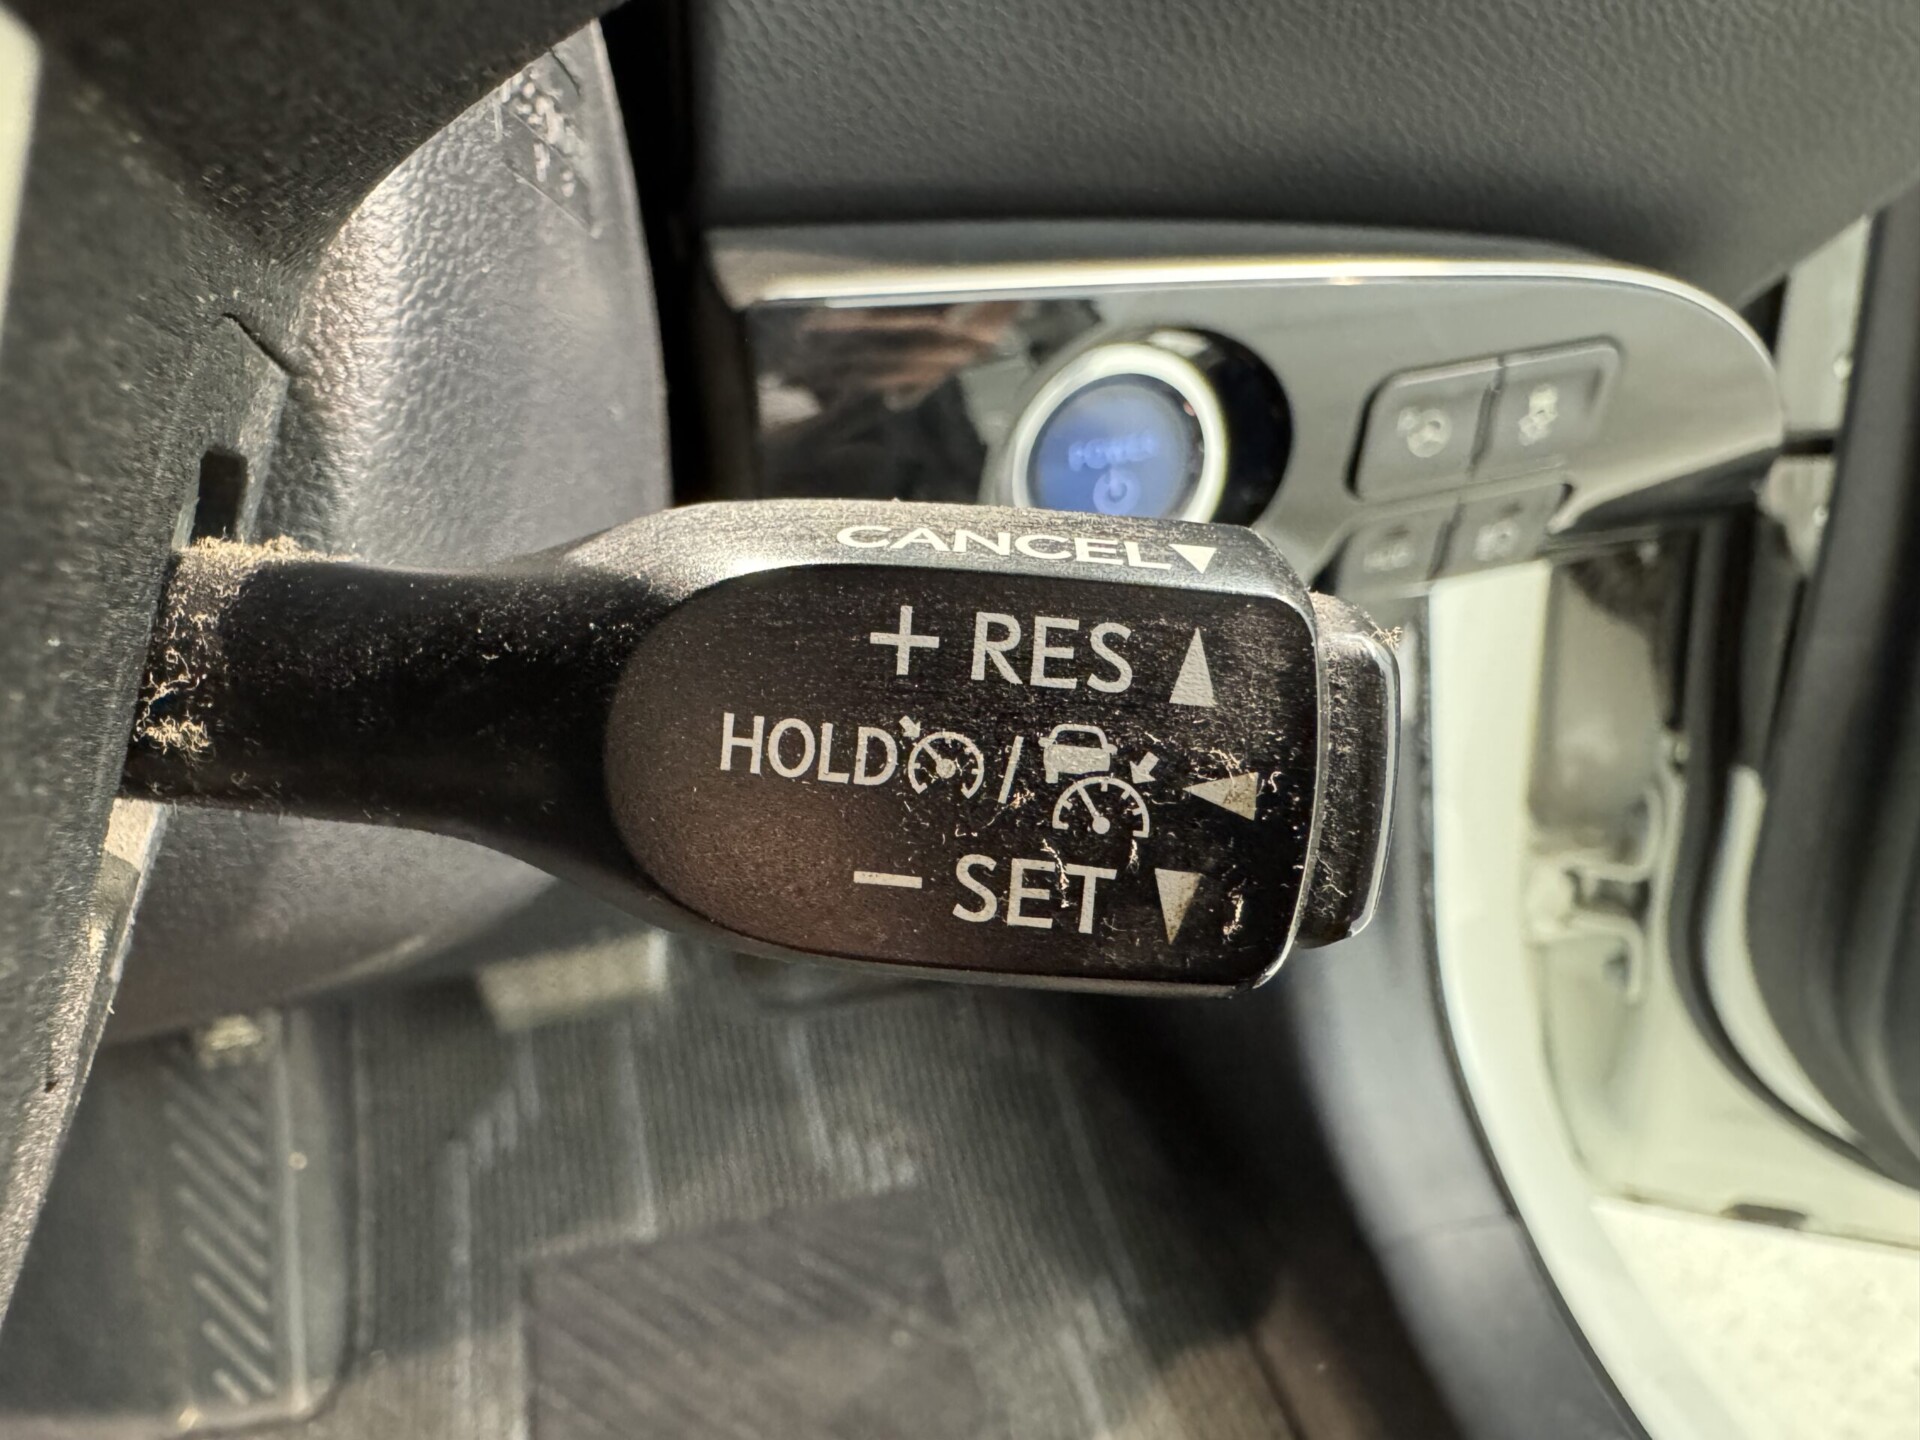 POWER
CANCEL▼
+ RES ▲
HOLD / ◀
− SET ▼